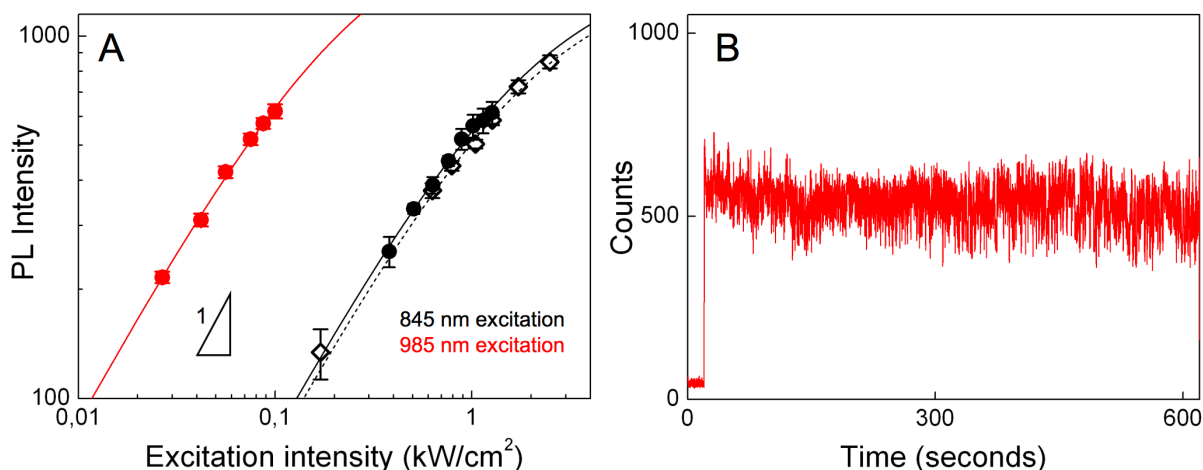 A
1000
100
PL Intensity
1
845 nm excitation
985 nm excitation
0,01
0,1
1
Excitation intensity (kW/cm²)
B
1000
500
0
Counts
0
300
600
Time (seconds)